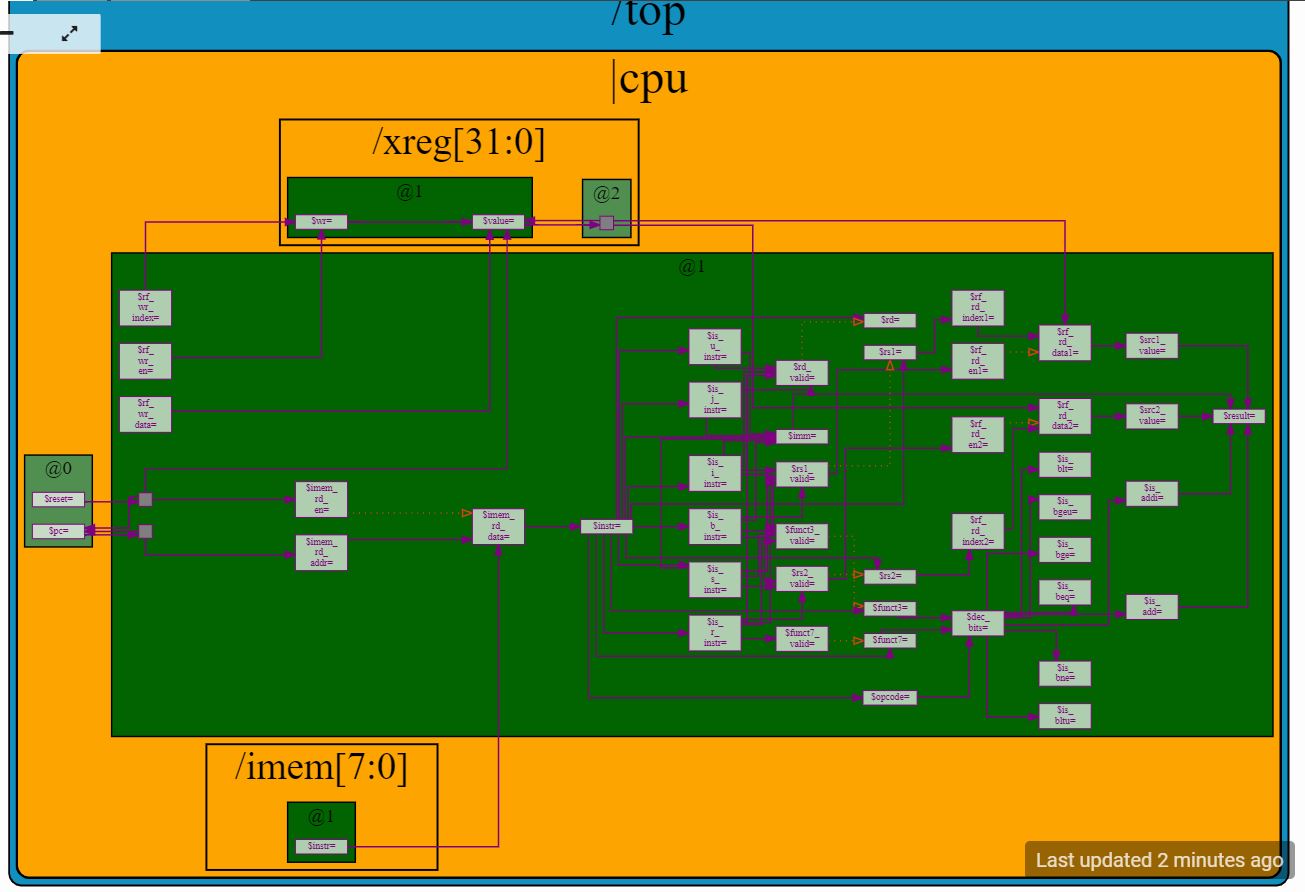 /top
|cpu
/xreg[31:0]
@1
@2
$wr=
$value=
@1
$rf_
wr_
index=
$rf_
wr_
en=
$rf_
wr_
data=
@0
$reset=
$pc=
$imem_
rd_
en=
$imem_
rd_
addr=
$imem_
rd_
data=
$instr=
$is_
u_
instr=
$is_
j_
instr=
$is_
i_
instr=
$is_
b_
instr=
$is_
s_
instr=
$is_
r_
instr=
$rd_
valid=
$imm=
$rs1_
valid=
$funct3_
valid=
$rs2_
valid=
$funct7_
valid=
$rd=
$rs1=
$rs2=
$funct3=
$funct7=
$opcode=
$rf_
rd_
index1=
$rf_
rd_
en1=
$rf_
rd_
en2=
$rf_
rd_
index2=
$dec_
bits=
$rf_
rd_
data1=
$rf_
rd_
data2=
$is_
blt=
$is_
bgeu=
$is_
bge=
$is_
beq=
$is_
bne=
$is_
bltu=
$src1_
value=
$src2_
value=
$is_
addi=
$is_
add=
$result=
/imem[7:0]
@1
$instr=
Last updated 2 minutes ago